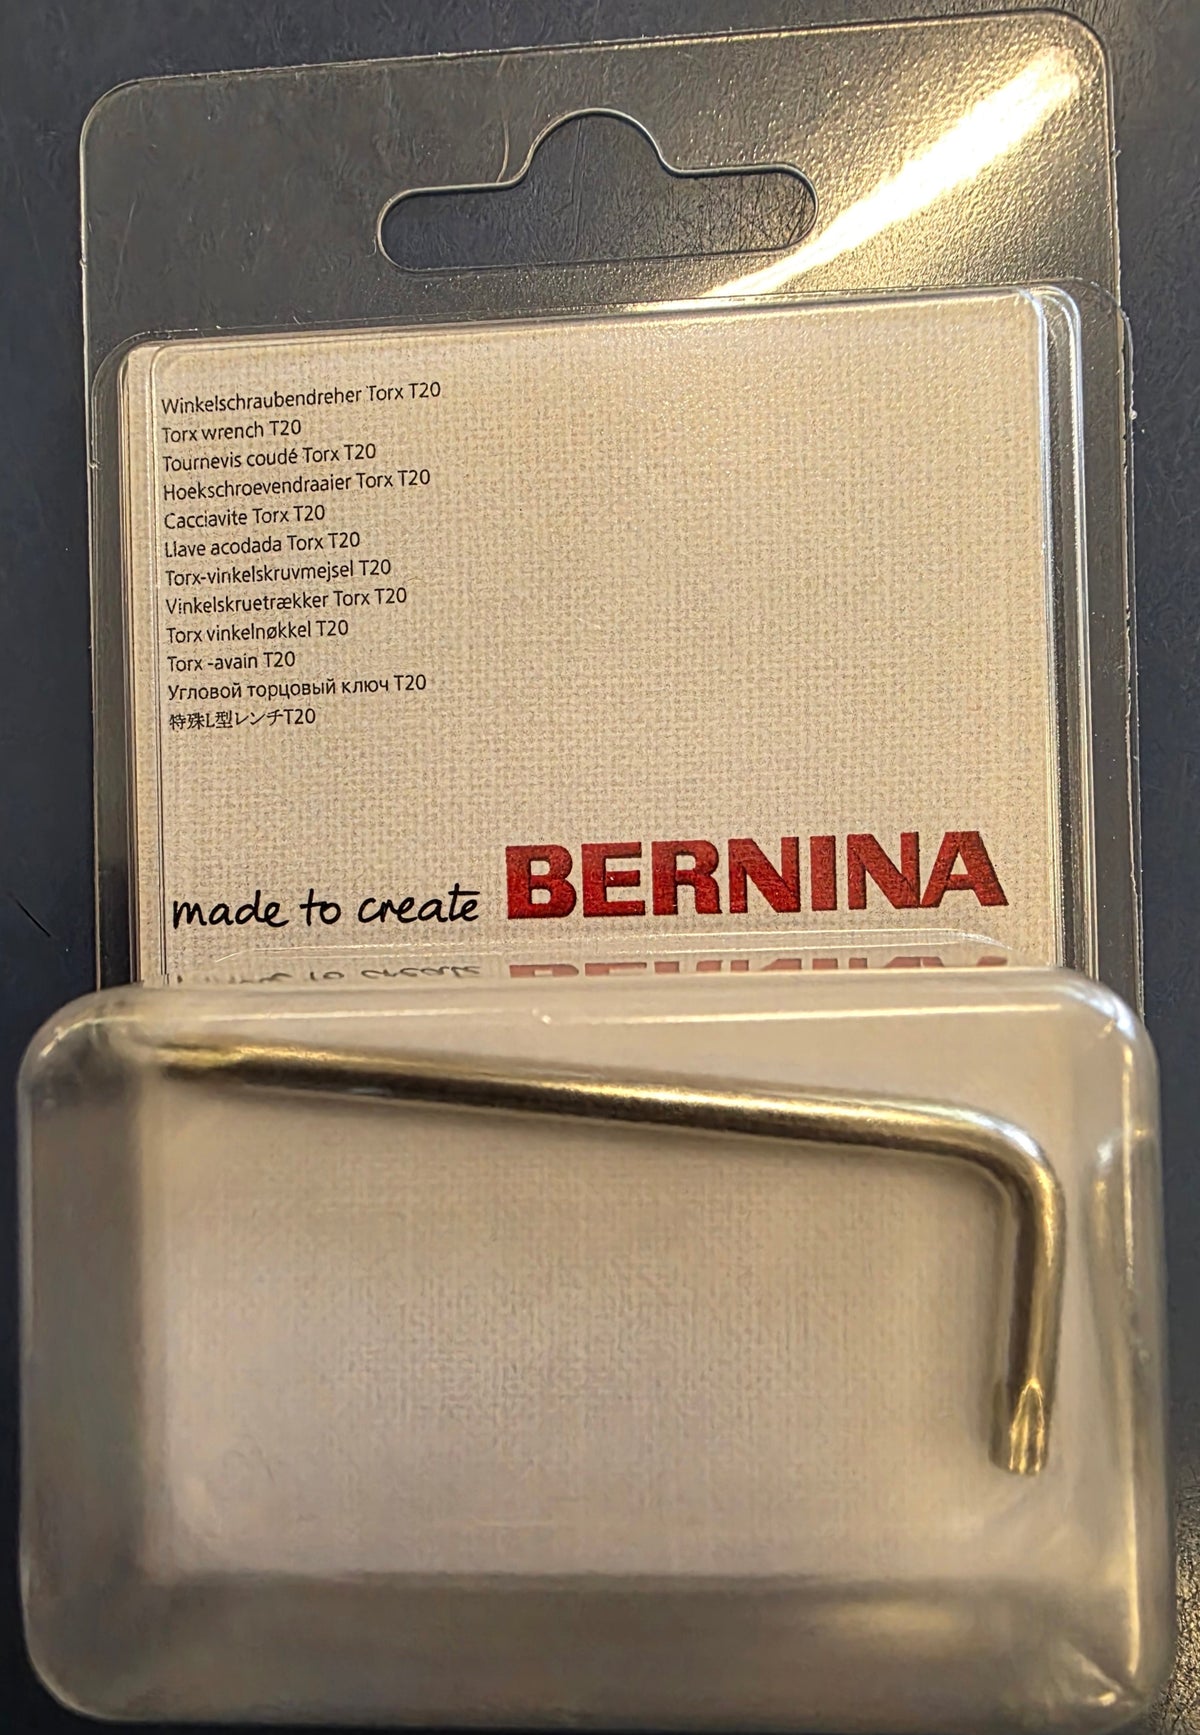 Winkelschraubendreher Torx T20
Torx wrench T20
Tournevis coudé Torx T20
Hoekschroevendraaier Torx T20
Cacciavite Torx T20
Llave acodada Torx T20
Torx-vinkelskruvmejsel T20
Vinkelskruetrækker Torx T20
Torx vinkelnøkkel T20
Torx -avain T20
Угловой торцовый ключ T20
特殊L型レンチT20
made to create BERNINA